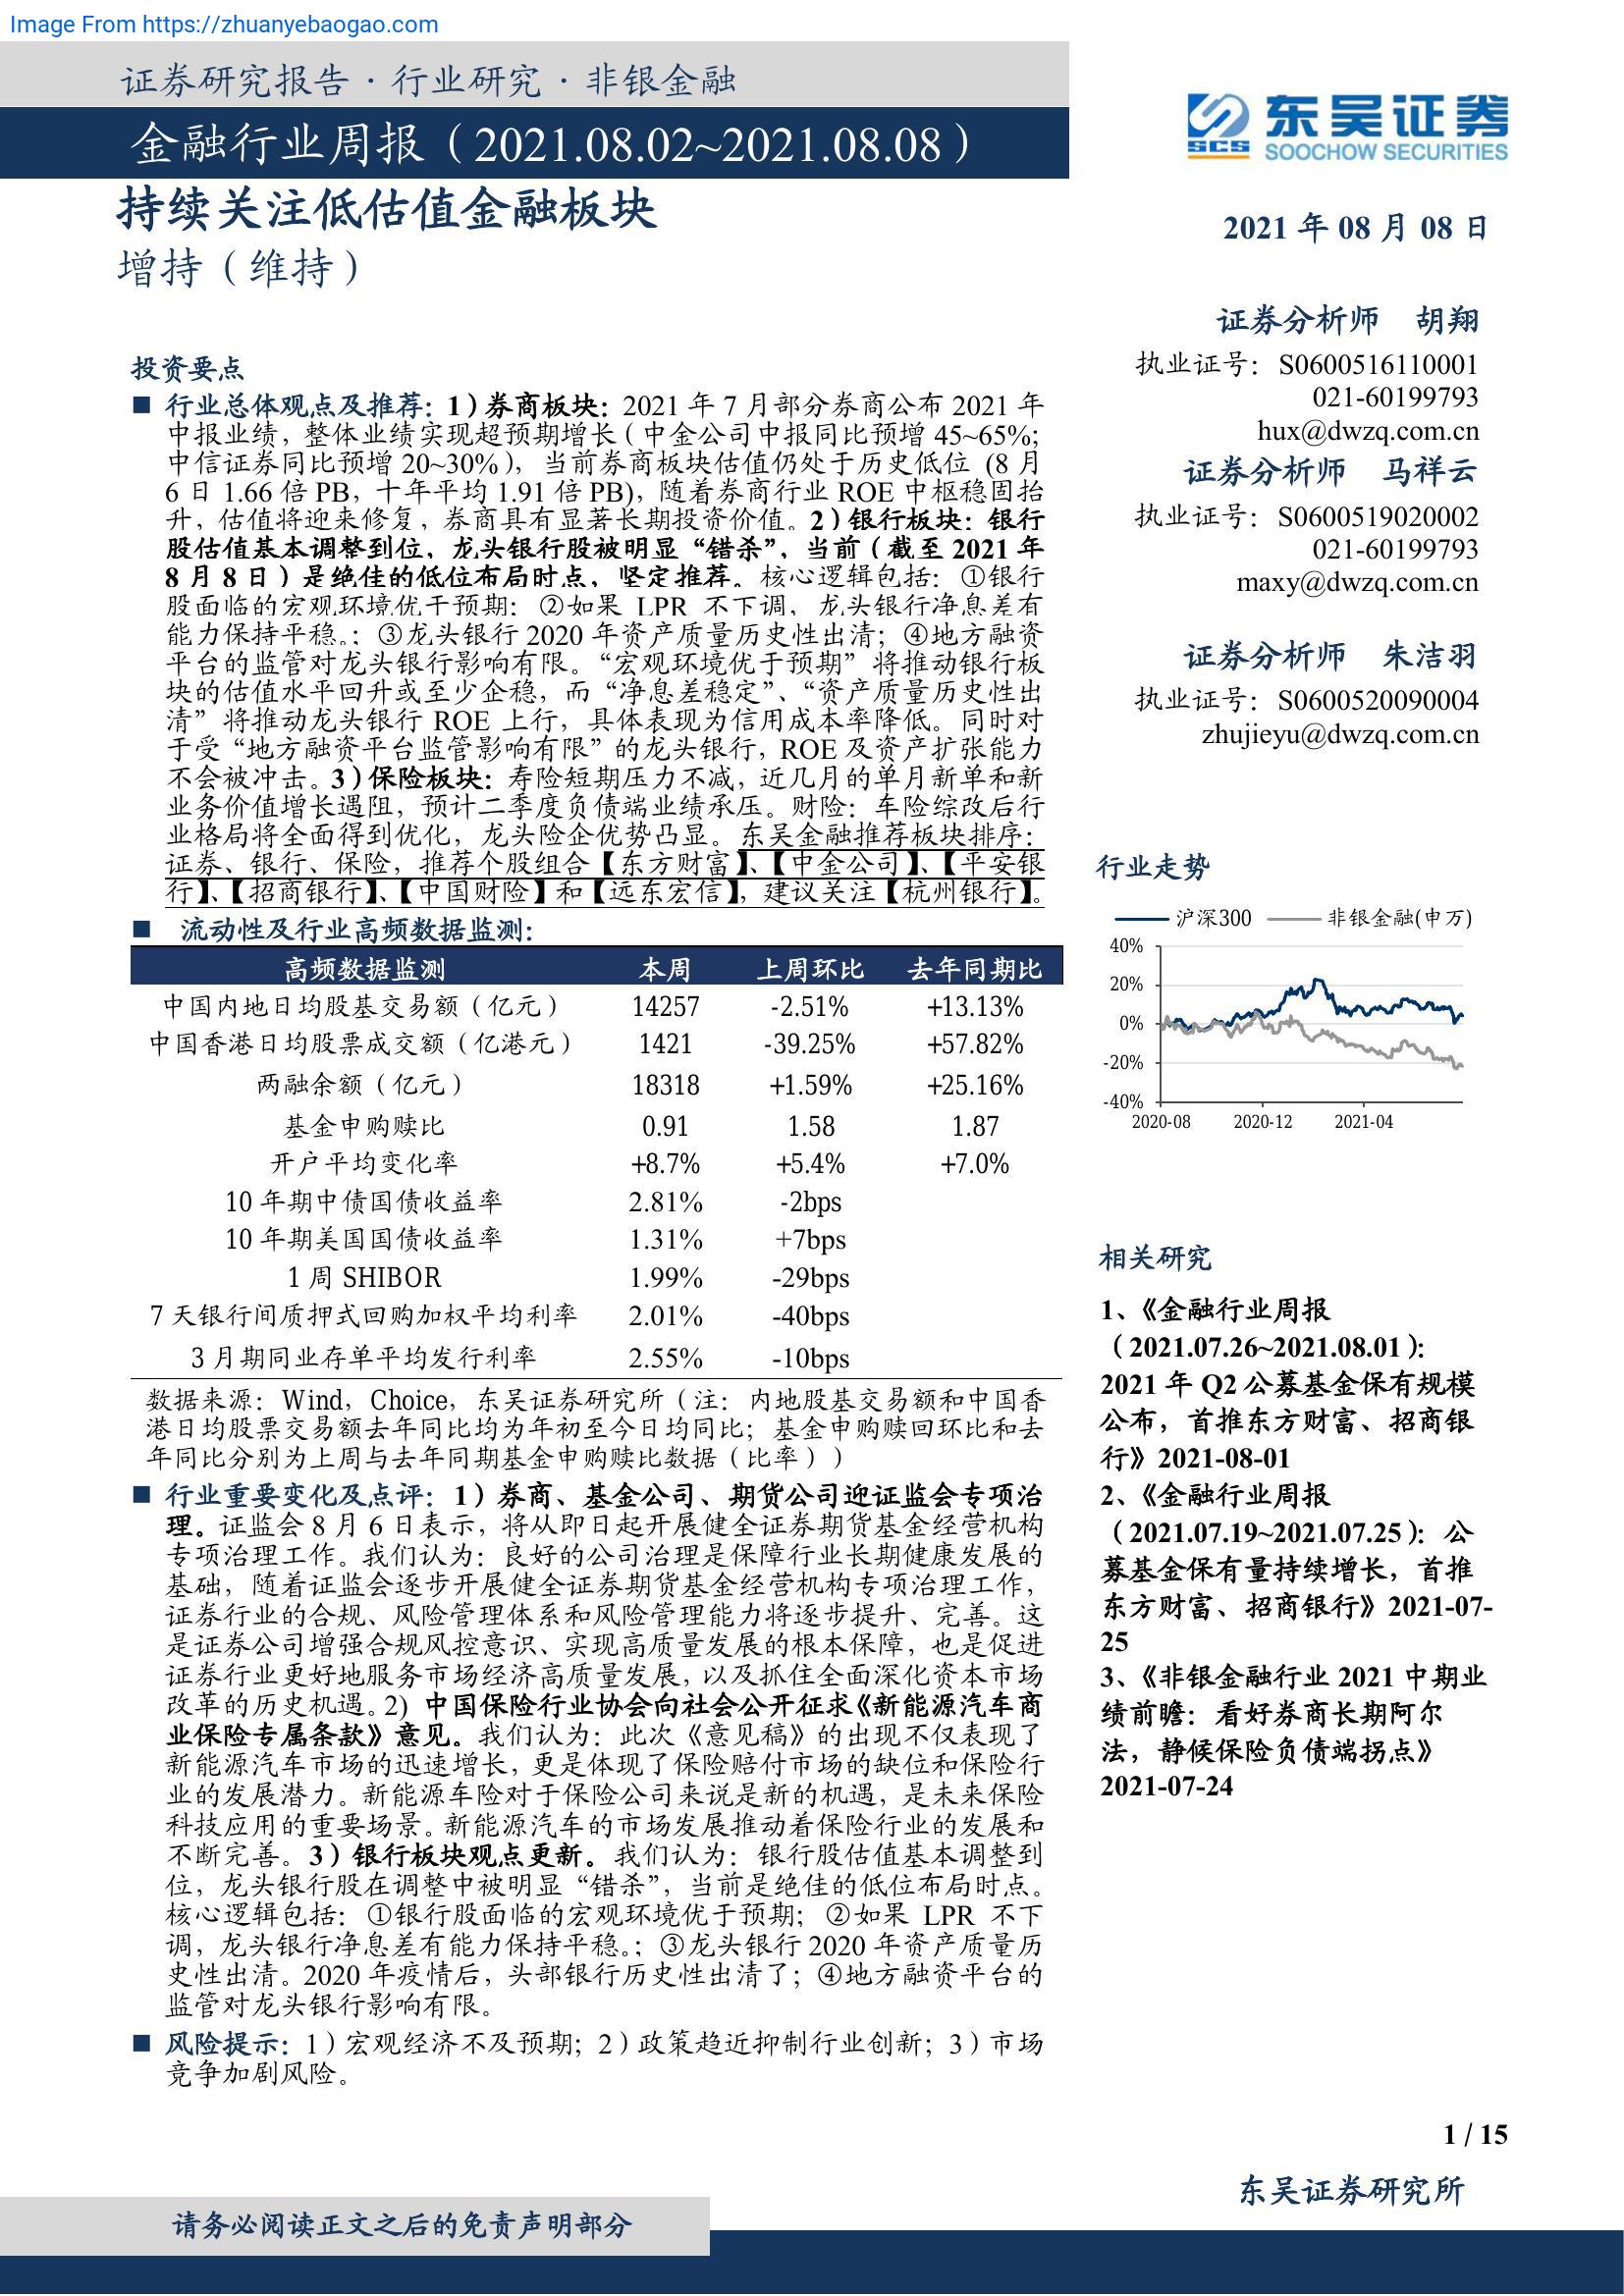 Image From https://zhuanyebaogao.com
证券研究报告·行业研究·非银金融
金融行业周报（2021.08.02~2021.08.08）
持续关注低估值金融板块
增持（维持）
投资要点
■ 行业总体观点及推荐：1）券商板块：2021 年 7 月部分券商公布 2021 年
中报业绩，整体业绩实现超预期增长（中金公司中报同比预增 45~65%;
中信证券同比预增 20~30%），当前券商板块估值仍处于历史低位 (8 月
6 日 1.66 倍 PB，十年平均 1.91 倍 PB)，随着券商行业 ROE 中枢稳固抬
升，估值将迎来修复，券商具有显著长期投资价值。2）银行板块：银行
股估值基本调整到位，龙头银行股被明显“错杀”，当前（截至 2021 年
8 月 8 日）是绝佳的低位布局时点，坚定推荐。核心逻辑包括：①银行
股面临的宏观环境优于预期；②如果 LPR 不下调，龙头银行净息差有
能力保持平稳。；③龙头银行 2020 年资产质量历史性出清；④地方融资
平台的监管对龙头银行影响有限。“宏观环境优于预期”将推动银行板
块的估值水平回升或至少企稳，而“净息差稳定”、“资产质量历史性出
清”将推动龙头银行 ROE 上行，具体表现为信用成本率降低。同时对
于受“地方融资平台监管影响有限”的龙头银行，ROE 及资产扩张能力
不会被冲击。3）保险板块：寿险短期压力不减，近几月的单月新单和新
业务价值增长遇阻，预计二季度负债端业绩承压。财险：车险综改后行
业格局将全面得到优化，龙头险企优势凸显。东吴金融推荐板块排序：
证券、银行、保险，推荐个股组合【东方财富】、【中金公司】、【平安银
行】、【招商银行】、【中国财险】和【远东宏信】，建议关注【杭州银行】。
■ 流动性及行业高频数据监测：
高频数据监测 本周 上周环比 去年同期比
中国内地日均股基交易额（亿元） 14257 -2.51% +13.13%
中国香港日均股票成交额（亿港元） 1421 -39.25% +57.82%
两融余额（亿元） 18318 +1.59% +25.16%
基金申购赎比 0.91 1.58 1.87
开户平均变化率 +8.7% +5.4% +7.0%
10 年期中债国债收益率 2.81% -2bps
10 年期美国国债收益率 1.31% +7bps
1 周 SHIBOR 1.99% -29bps
7 天银行间质押式回购加权平均利率 2.01% -40bps
3 月期同业存单平均发行利率 2.55% -10bps
数据来源：Wind，Choice，东吴证券研究所（注：内地股基交易额和中国香
港日均股票交易额去年同比均为年初至今日均同比；基金申购赎回环比和去
年同比分别为上周与去年同期基金申购赎比数据（比率））
■ 行业重要变化及点评：1）券商、基金公司、期货公司迎证监会专项治
理。证监会 8 月 6 日表示，将从即日起开展健全证券期货基金经营机构
专项治理工作。我们认为：良好的公司治理是保障行业长期健康发展的
基础，随着证监会逐步开展健全证券期货基金经营机构专项治理工作，
证券行业的合规、风险管理体系和风险管理能力将逐步提升、完善。这
是证券公司增强合规风控意识、实现高质量发展的根本保障，也是促进
证券行业更好地服务市场经济高质量发展，以及抓住全面深化资本市场
改革的历史机遇。2) 中国保险行业协会向社会公开征求《新能源汽车商
业保险专属条款》意见。我们认为：此次《意见稿》的出现不仅表现了
新能源汽车市场的迅速增长，更是体现了保险赔付市场的缺位和保险行
业的发展潜力。新能源车险对于保险公司来说是新的机遇，是未来保险
科技应用的重要场景。新能源汽车的市场发展推动着保险行业的发展和
不断完善。3）银行板块观点更新。我们认为：银行股估值基本调整到
位，龙头银行股在调整中被明显“错杀”，当前是绝佳的低位布局时点。
核心逻辑包括：①银行股面临的宏观环境优于预期；②如果 LPR 不下
调，龙头银行净息差有能力保持平稳。；③龙头银行 2020 年资产质量历
史性出清。2020 年疫情后，头部银行历史性出清了；④地方融资平台的
监管对龙头银行影响有限。
■ 风险提示：1）宏观经济不及预期；2）政策趋近抑制行业创新；3）市场
竞争加剧风险。
东吴证券
SCS SOOCHOW SECURITIES
2021 年 08 月 08 日
证券分析师 胡翔
执业证号：S0600516110001
021-60199793
hux@dwzq.com.cn
证券分析师 马祥云
执业证号：S0600519020002
021-60199793
maxy@dwzq.com.cn
证券分析师 朱洁羽
执业证号：S0600520090004
zhujieyu@dwzq.com.cn
行业走势
沪深300 非银金融(申万)
40%
20%
0%
-20%
-40%
2020-08 2020-12 2021-04
相关研究
1、《金融行业周报
（2021.07.26~2021.08.01）：
2021 年 Q2 公募基金保有规模
公布，首推东方财富、招商银
行》2021-08-01
2、《金融行业周报
（2021.07.19~2021.07.25）：公
募基金保有量持续增长，首推
东方财富、招商银行》2021-07-
25
3、《非银金融行业 2021 中期业
绩前瞻：看好券商长期阿尔
法，静候保险负债端拐点》
2021-07-24
1 / 15
东吴证券研究所
请务必阅读正文之后的免责声明部分